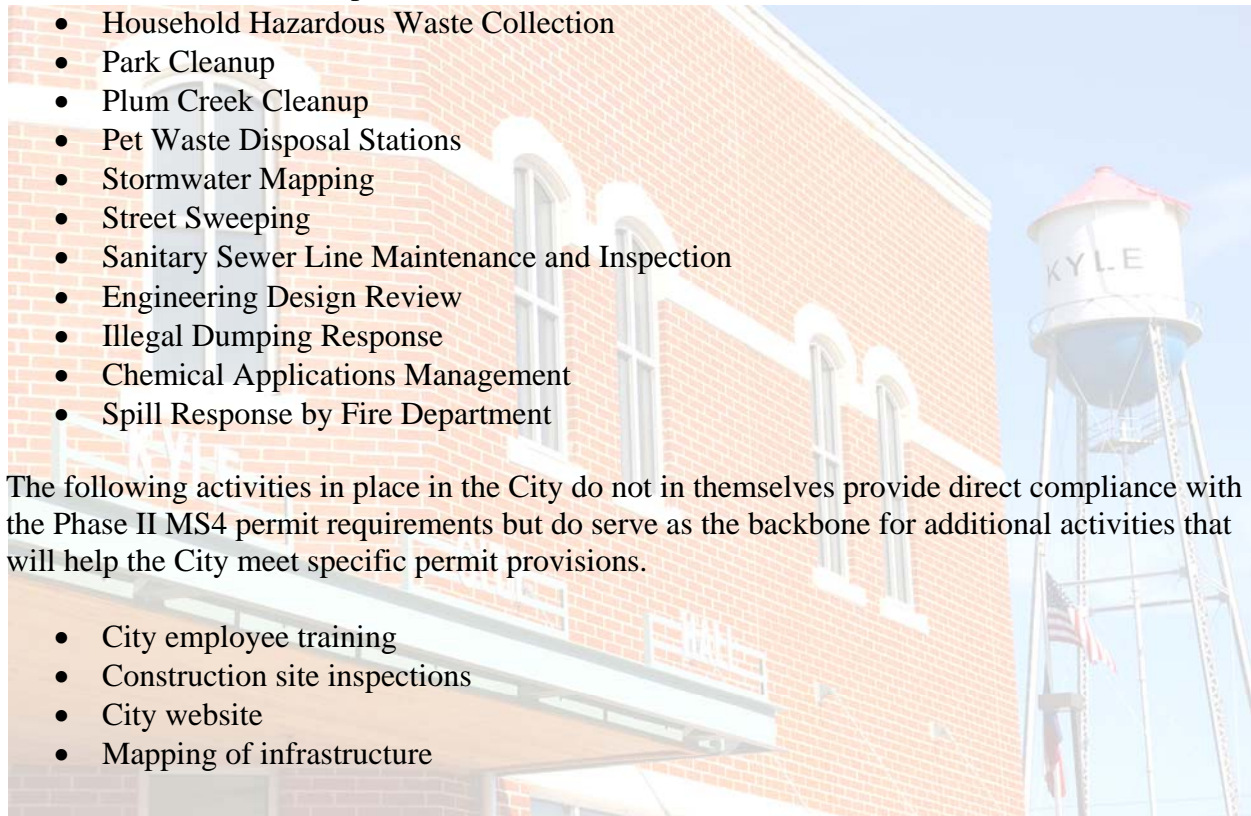 • Household Hazardous Waste Collection
• Park Cleanup
• Plum Creek Cleanup
• Pet Waste Disposal Stations
• Stormwater Mapping
• Street Sweeping
• Sanitary Sewer Line Maintenance and Inspection
• Engineering Design Review
• Illegal Dumping Response
• Chemical Applications Management
• Spill Response by Fire Department
KYLE
KYLE
The following activities in place in the City do not in themselves provide direct compliance with
the Phase II MS4 permit requirements but do serve as the backbone for additional activities that
will help the City meet specific permit provisions.
HALL
• City employee training
• Construction site inspections
• City website
• Mapping of infrastructure